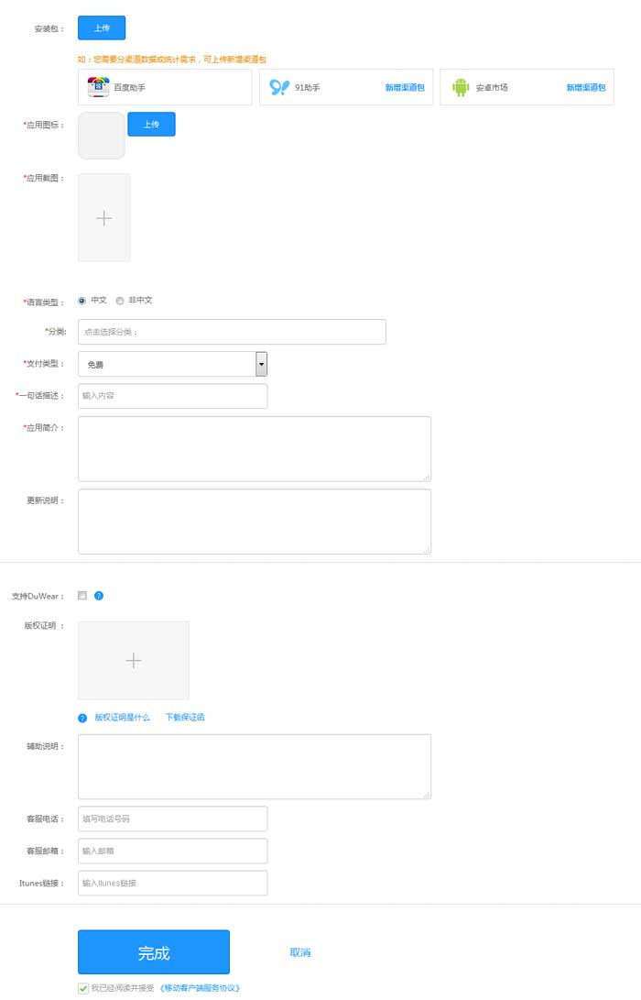 安装包：
上传
如：您需要分渠道数据或统计需求，可上传新增渠道包
百度助手
91助手 新增渠道包
安卓市场 新增渠道包
*应用图标： 上传
*应用截图：
*语言类型： 中文 非中文
*分类: 点击选择分类：
*支付类型： 免费
*一句话描述： 输入内容
*应用简介：
更新说明：
支持DuWear： ?
版权证明 ：
? 版权证明是什么 下载保证函
辅助说明：
客服电话： 填写电话号码
客服邮箱： 输入邮箱
Itunes链接： 输入Itunes链接
完成 取消
我已经阅读并接受 《移动客户端服务协议》